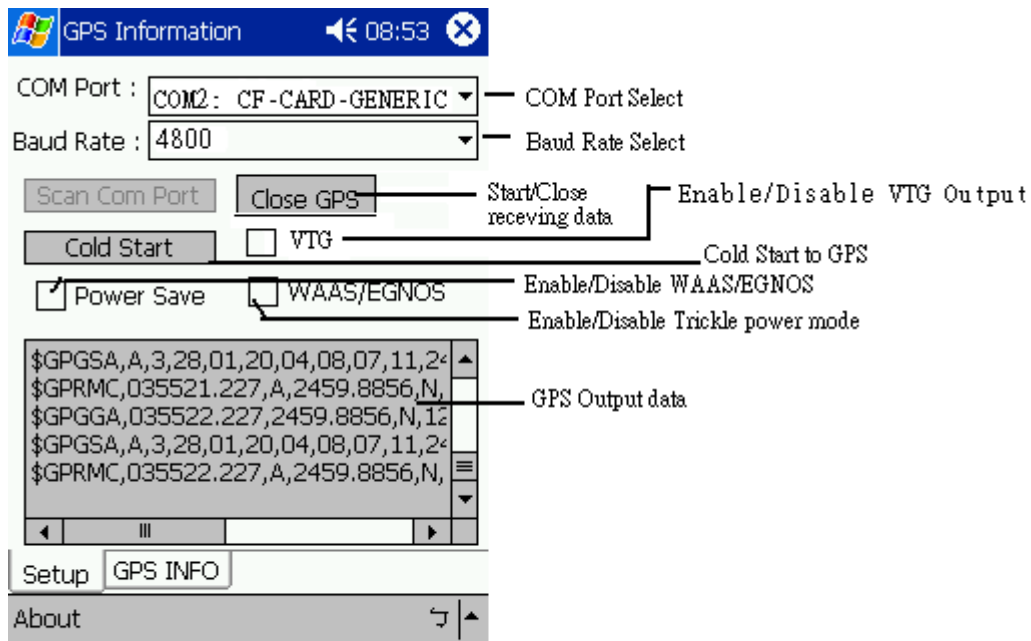 GPS Information 08:53
COM Port : COM2: CF-CARD-GENERIC COM Port Select
Baud Rate : 4800 Baud Rate Select
Scan Com Port Close GPS Start/Close
receving data
Enable/Disable VTG Output
Cold Start VTG Cold Start to GPS
Power Save WAAS/EGNOS Enable/Disable WAAS/EGNOS
Enable/Disable Trickle power mode
$GPGSA,A,3,28,01,20,04,08,07,11,24
$GPRMC,035521.227,A,2459.8856,N,
GPS Output data
$GPGGA,035522.227,2459.8856,N,12
$GPGSA,A,3,28,01,20,04,08,07,11,24
$GPRMC,035522.227,A,2459.8856,N,
Setup GPS INFO
About